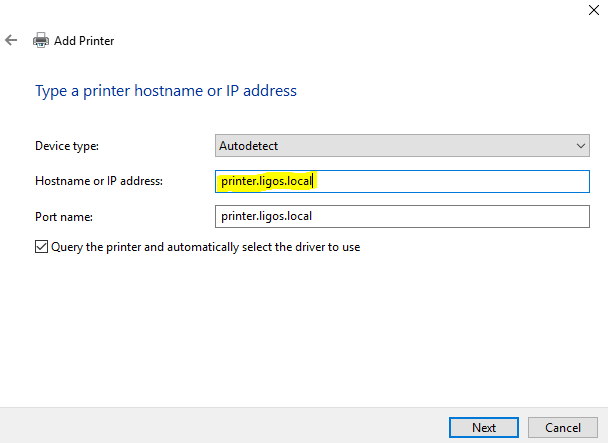 Add Printer
Type a printer hostname or IP address
Device type: Autodetect
Hostname or IP address: printer.ligos.local
Port name: printer.ligos.local
Query the printer and automatically select the driver to use
Next Cancel